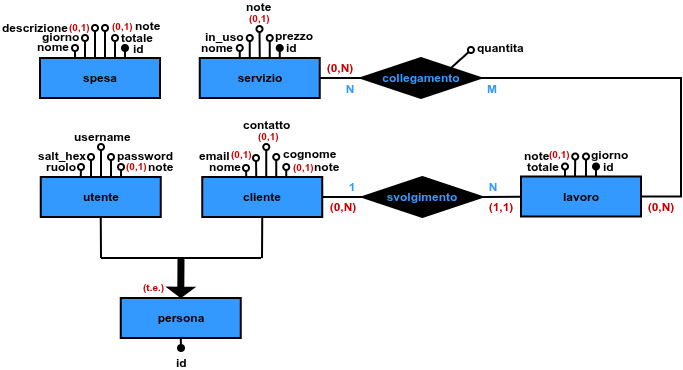 note
descrizione (0,1) (0,1) note
(0,1)
giorno totale
in_uso prezzo
nome id
nome id
quantita
spesa
servizio
(0,N)
collegamento
N
M
contatto
username
(0,1)
salt_hex password
email (0,1) cognome
note (0,1) giorno
ruolo (0,1) note
nome (0,1) note
totale id
utente
cliente
1
(0,N)
svolgimento
N
(1,1)
lavoro
(0,N)
(t.e.)
persona
id